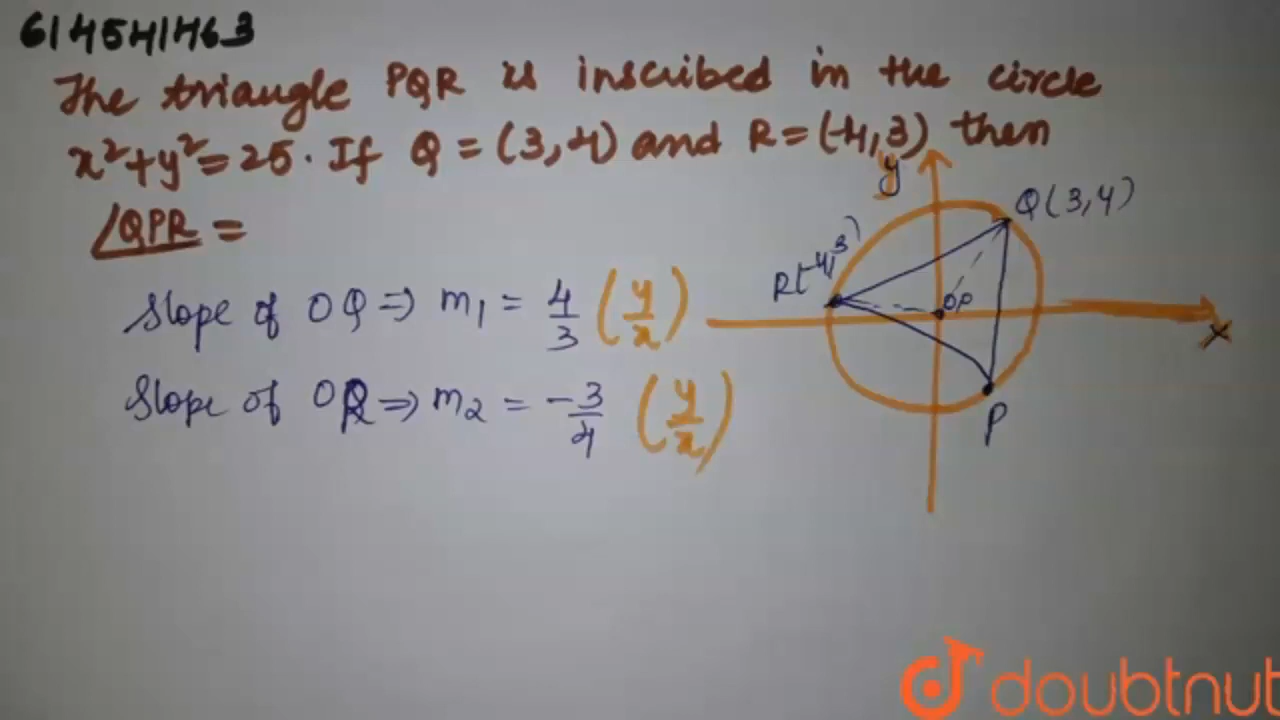 614541463
The triangle PQR is inscribed in the circle
x²+y²=25. If Q = (3,4) and R=(-4,3) then
∠QPR =
Slope of OQ ⇒ m₁ = 4/3 (y/x)
Slope of OR ⇒ m₂ = -3/4 (y/x)
y
Q(3,4)
R(-4,3)
x
P
doubtnut